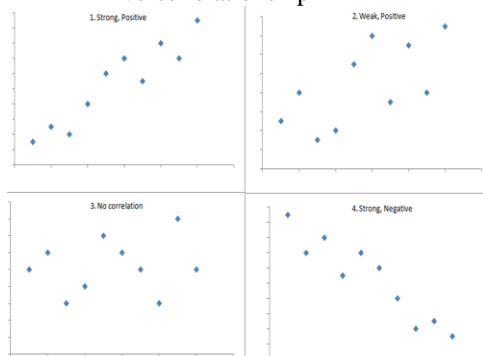 1. Strong, Positive
2. Weak, Positive
3. No correlation
4. Strong, Negative